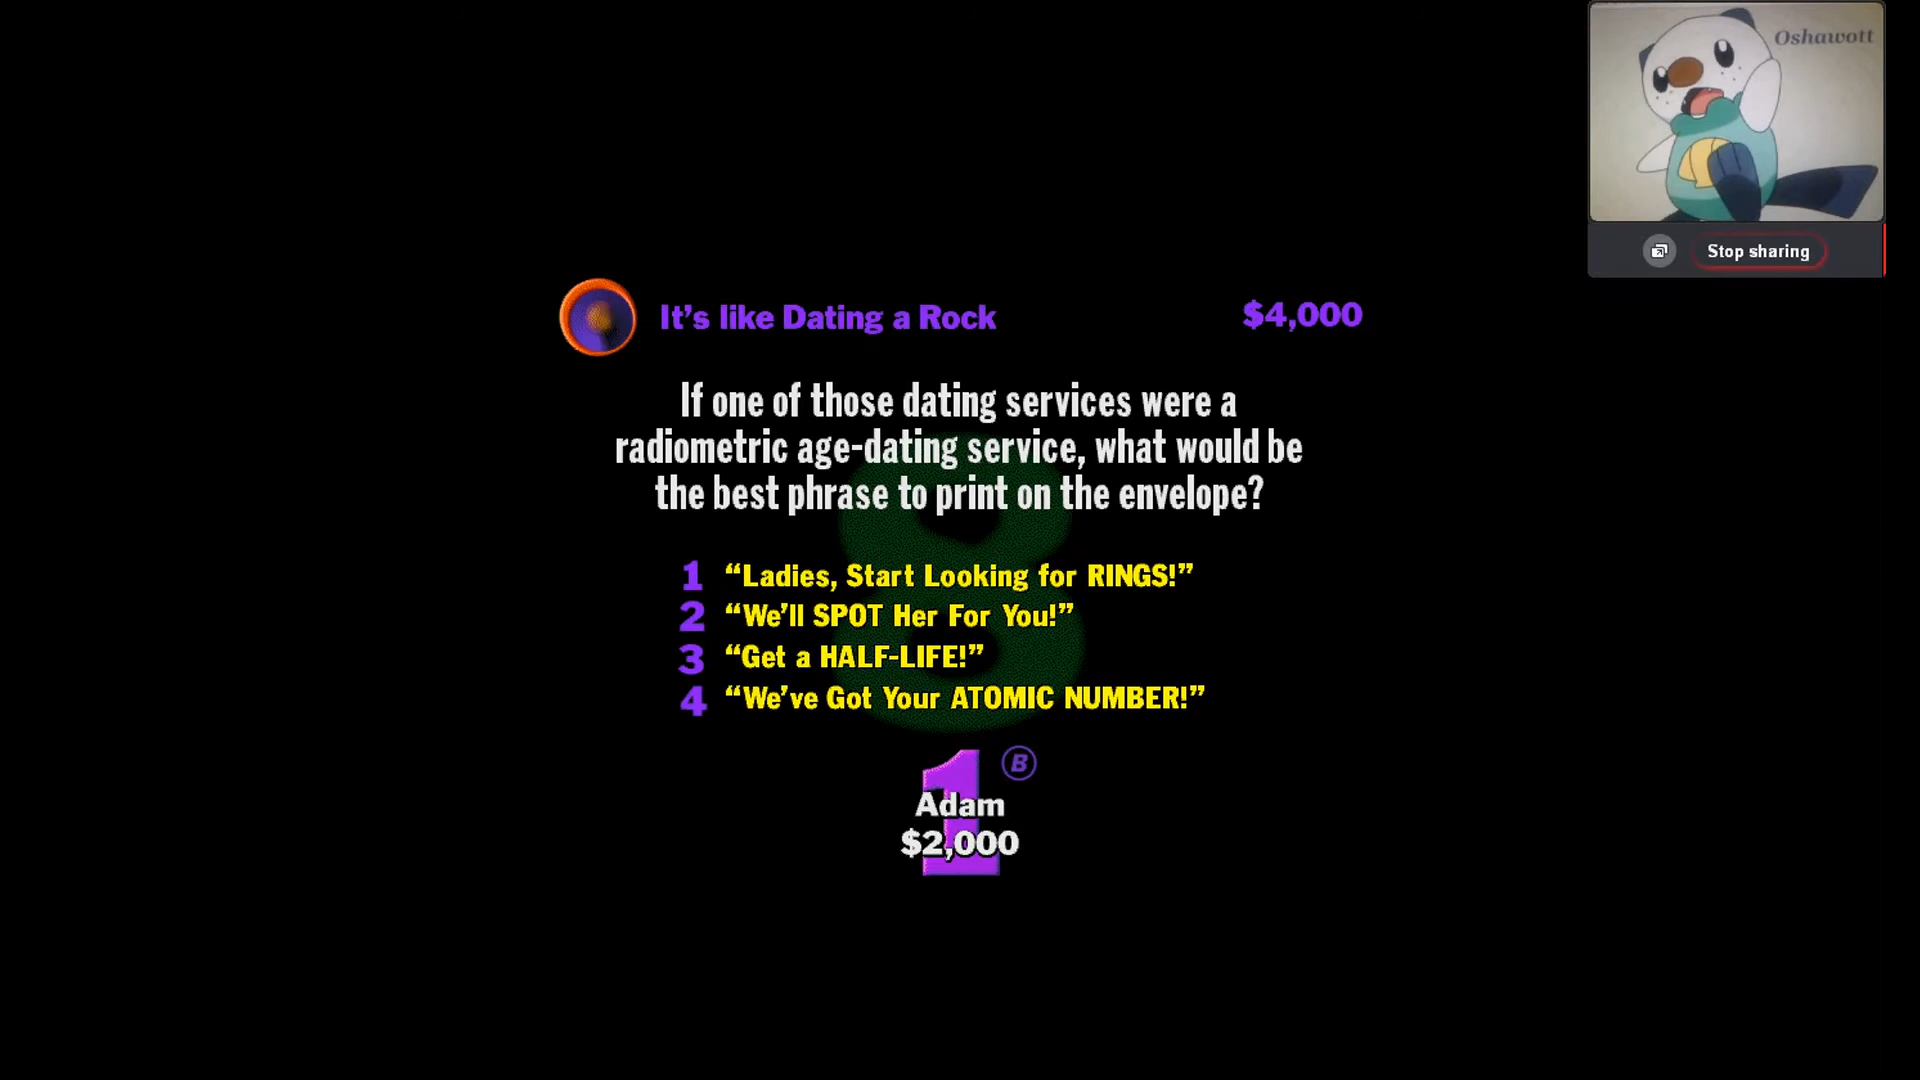 Oshawott
Stop sharing
It's like Dating a Rock $4,000
If one of those dating services were a
radiometric age-dating service, what would be
the best phrase to print on the envelope?
8
1 “Ladies, Start Looking for RINGS!”
2 “We'll SPOT Her For You!”
3 “Get a HALF-LIFE!”
4 “We've Got Your ATOMIC NUMBER!”
1 B
Adam
$2,000